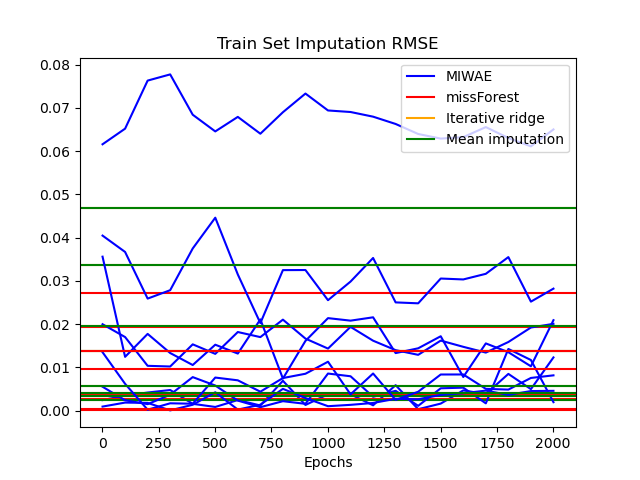 Train Set Imputation RMSE
MIWAE
missForest
Iterative ridge
Mean imputation
0.08
0.07
0.06
0.05
0.04
0.03
0.02
0.01
0.00
0 250 500 750 1000 1250 1500 1750 2000
Epochs